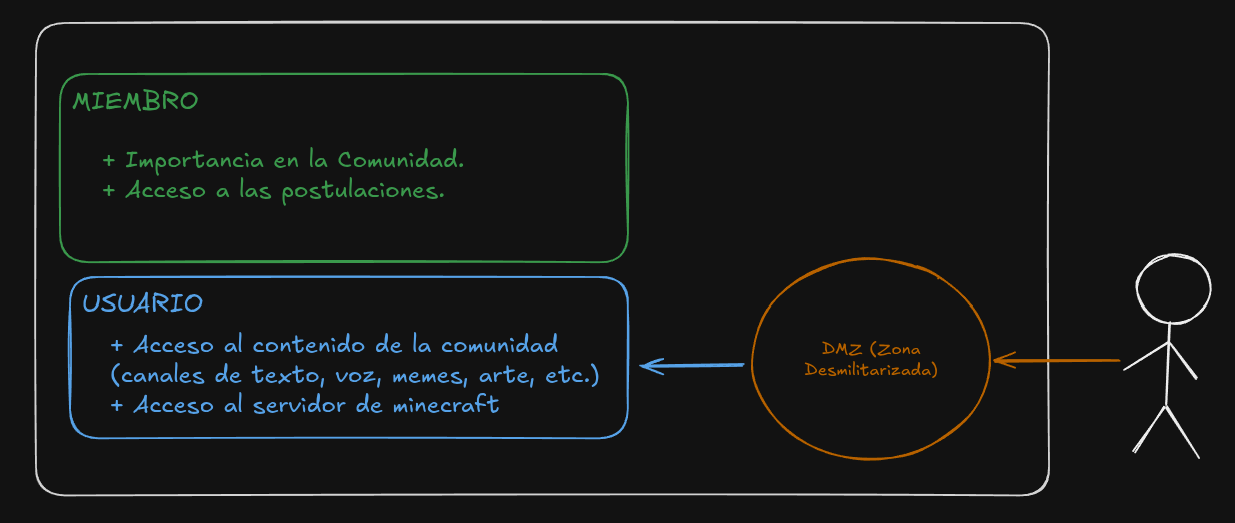 MIEMBRO
+ Importancia en la Comunidad.
+ Acceso a las postulaciones.
USUARIO
+ Acceso al contenido de la comunidad
(canales de texto, voz, memes, arte, etc.)
+ Acceso al servidor de minecraft
DMZ (Zona
Desmilitarizada)